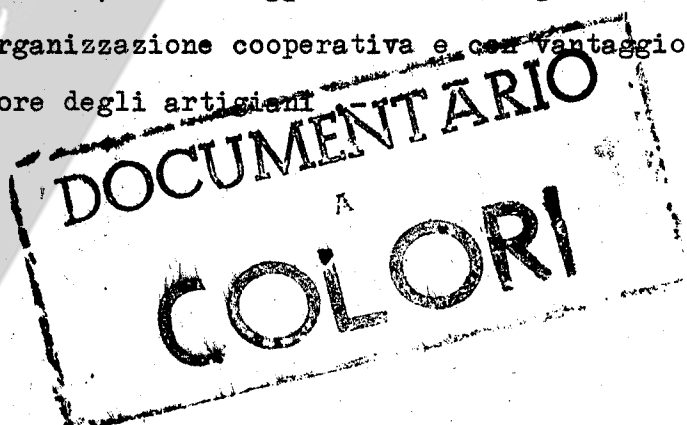 rganizzazione cooperativa e con vantaggio
ore degli artigiani
DOCUMENTARIO
A
COLORI